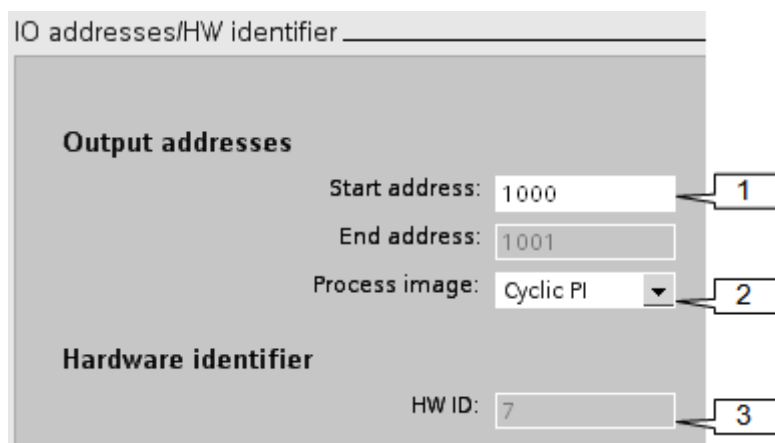 IO addresses/HW identifier
Output addresses
Start address: 1000 1
End address: 1001
Process image: Cyclic PI 2
Hardware identifier
HW ID: 7 3